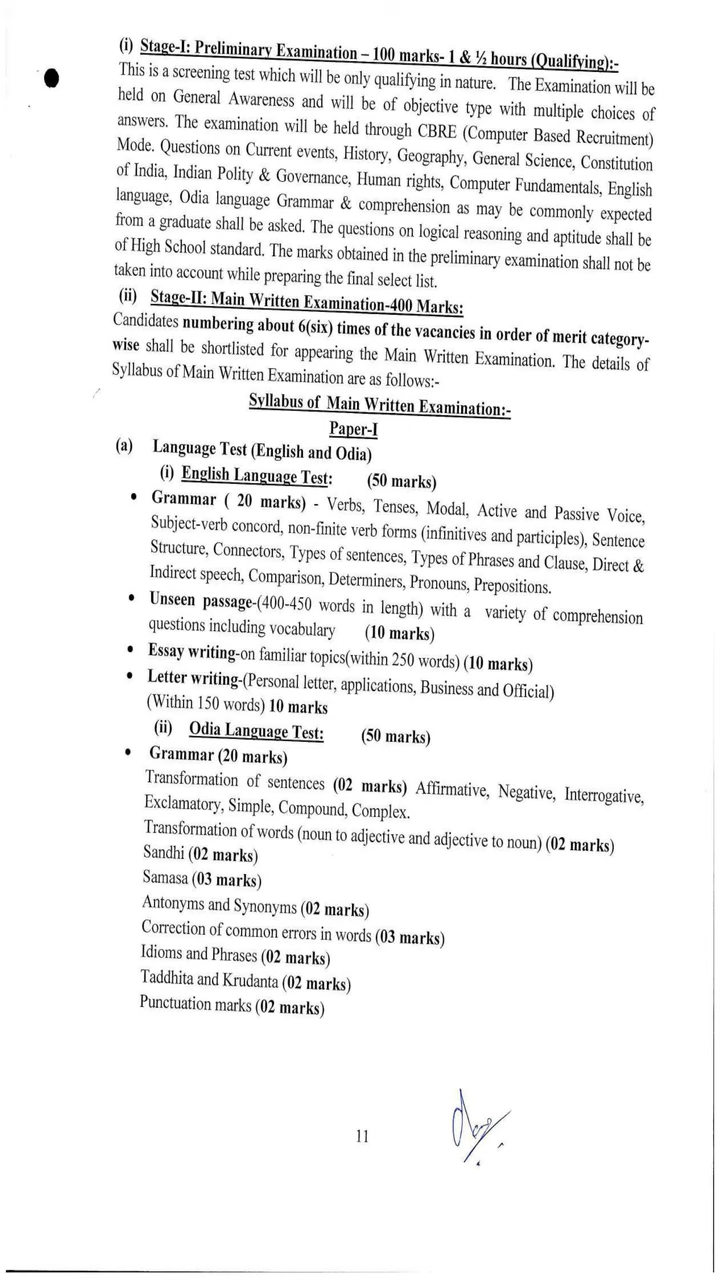 (i) Stage-I: Preliminary Examination – 100 marks- 1 & ½ hours (Qualifying):-
This is a screening test which will be only qualifying in nature. The Examination will be
held on General Awareness and will be of objective type with multiple choices of
answers. The examination will be held through CBRE (Computer Based Recruitment)
Mode. Questions on Current events, History, Geography, General Science, Constitution
of India, Indian Polity & Governance, Human rights, Computer Fundamentals, English
language, Odia language Grammar & comprehension as may be commonly expected
from a graduate shall be asked. The questions on logical reasoning and aptitude shall be
of High School standard. The marks obtained in the preliminary examination shall not be
taken into account while preparing the final select list.
(ii) Stage-II: Main Written Examination-400 Marks:
Candidates numbering about 6(six) times of the vacancies in order of merit category-
wise shall be shortlisted for appearing the Main Written Examination. The details of
Syllabus of Main Written Examination are as follows:-
Syllabus of Main Written Examination:-
Paper-I
(a) Language Test (English and Odia)
(i) English Language Test: (50 marks)
• Grammar ( 20 marks) - Verbs, Tenses, Modal, Active and Passive Voice,
Subject-verb concord, non-finite verb forms (infinitives and participles), Sentence
Structure, Connectors, Types of sentences, Types of Phrases and Clause, Direct &
Indirect speech, Comparison, Determiners, Pronouns, Prepositions.
• Unseen passage-(400-450 words in length) with a variety of comprehension
questions including vocabulary (10 marks)
• Essay writing-on familiar topics(within 250 words) (10 marks)
• Letter writing-(Personal letter, applications, Business and Official)
(Within 150 words) 10 marks
(ii) Odia Language Test: (50 marks)
• Grammar (20 marks)
Transformation of sentences (02 marks) Affirmative, Negative, Interrogative,
Exclamatory, Simple, Compound, Complex.
Transformation of words (noun to adjective and adjective to noun) (02 marks)
Sandhi (02 marks)
Samasa (03 marks)
Antonyms and Synonyms (02 marks)
Correction of common errors in words (03 marks)
Idioms and Phrases (02 marks)
Taddhita and Krudanta (02 marks)
Punctuation marks (02 marks)
11